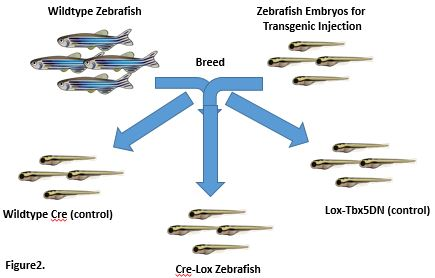 Wildtype Zebrafish
Zebrafish Embryos for
Transgenic Injection
Breed
Wildtype Cre (control)
Lox-Tbx5DN (control)
Cre-Lox Zebrafish
Figure2.